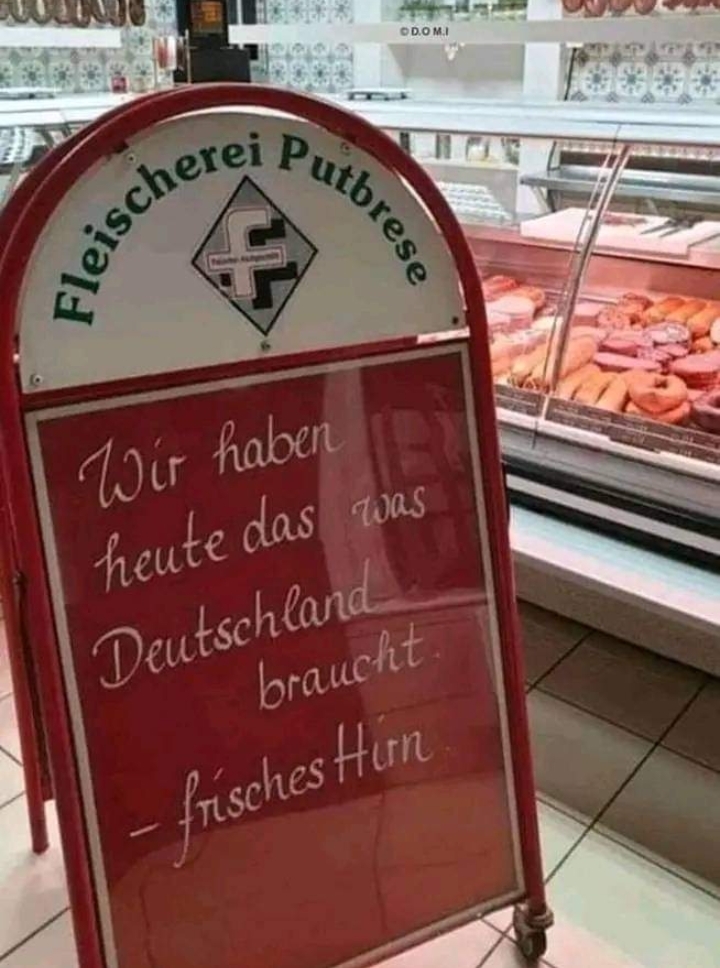 © D.O M.I
Fleischerei Putbrese
Wir haben
heute das was
Deutschland
braucht.
- frisches Hirn